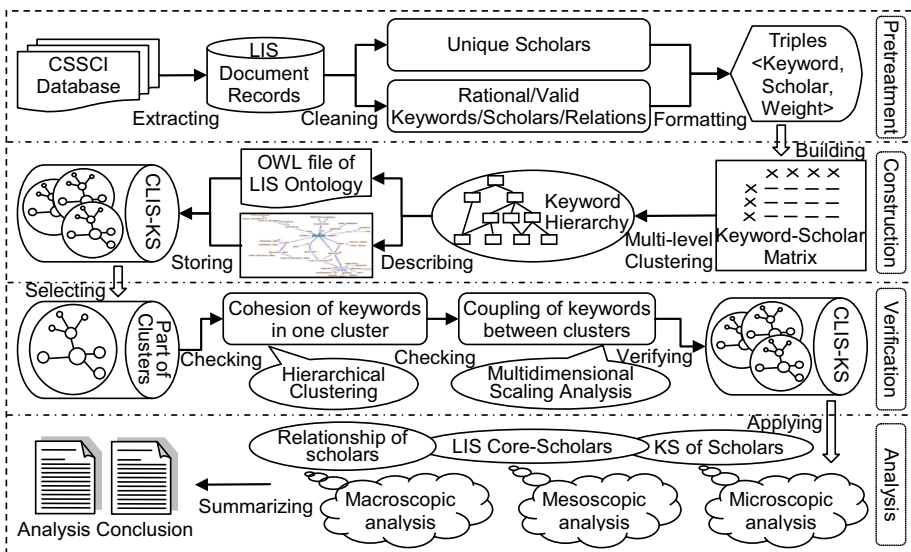 CSSCI
Database
Extracting
LIS
Document
Records
Cleaning
Unique Scholars
Rational/Valid
Keywords/Scholars/Relations
Formatting
Triples
<Keyword,
Scholar,
Weight>
Pretreatment
Building
Keyword-Scholar
Matrix
Multi-level
Clustering
Keyword
Hierarchy
Describing
OWL file of
LIS Ontology
Storing
CLIS-KS
Construction
Selecting
Part of
Clusters
Checking
Cohesion of keywords
in one cluster
Hierarchical
Clustering
Checking
Coupling of keywords
between clusters
Multidimensional
Scaling Analysis
Verifying
CLIS-KS
Verification
Applying
Relationship of
scholars
LIS Core-Scholars
KS of Scholars
Macroscopic
analysis
Mesoscopic
analysis
Microscopic
analysis
Summarizing
Analysis Conclusion
Analysis